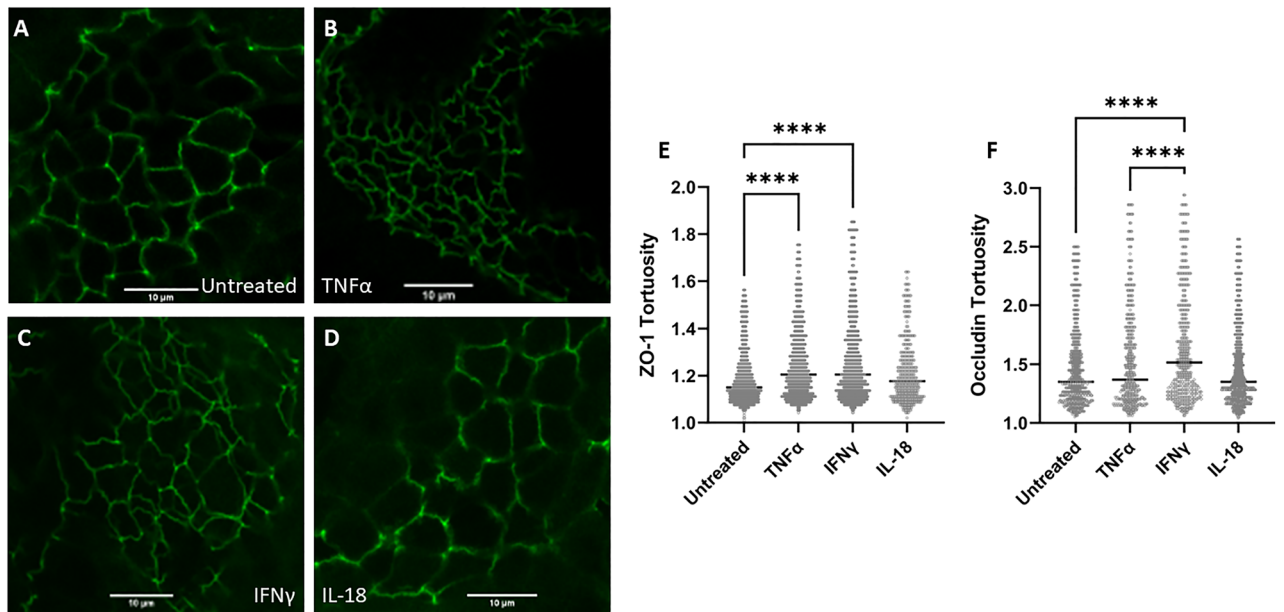 A
B
Untreated
10 µm
TNFα
10 µm
C
D
IFNγ
10 µm
IL-18
10 µm
E
****
****
ZO-1 Tortuosity
2.0
1.8
1.6
1.4
1.2
1.0
Untreated
TNFα
IFNγ
IL-18
F
****
****
Occludin Tortuosity
3.0
2.5
2.0
1.5
1.0
Untreated
TNFα
IFNγ
IL-18